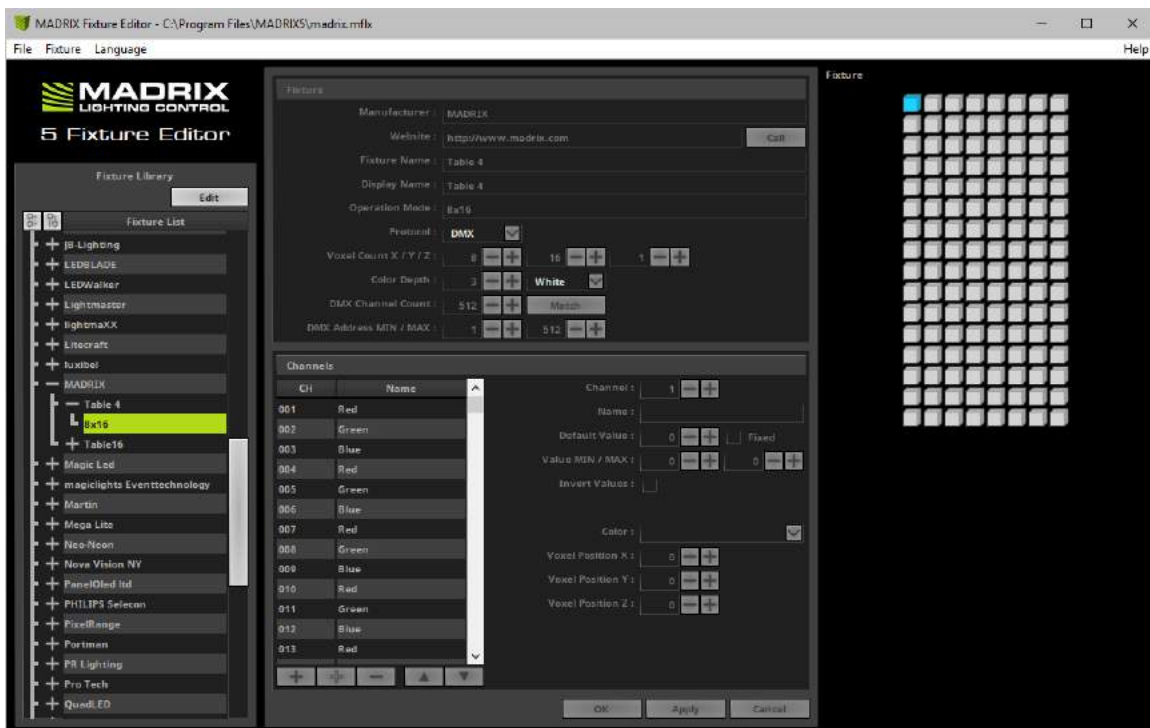 MADRIX Fixture Editor - C:\Program Files\MADRIX5\madrix.mflx
File Fixture Language Help
MADRIX
LIGHTING CONTROL
5 Fixture Editor
Fixture Library
Edit
Fixture List
JB-Lighting
LEDBLADE
LEDWalker
Lightmaster
lightmaXX
Litecraft
luxibel
MADRIX
Table 4
8x16
Table16
Magic Led
magiclights Eventtechnology
Martin
Mega Lite
Neo-Neon
Nova Vision NY
PanelOled ltd
PHILIPS Selecon
PixelRange
Portman
PR Lighting
Pro Tech
QuadLED
Fixture
Manufacturer : MADRIX
Website : http://www.madrix.com Call
Fixture Name : Table 4
Display Name : Table 4
Operation Mode : 8x16
Protocol : DMX
Voxel Count X / Y / Z : 8 16 1
Color Depth : 3 White
DMX Channel Count : 512 Match
DMX Address MIN / MAX : 1 512
Channels
CH Name
001 Red
002 Green
003 Blue
004 Red
005 Green
006 Blue
007 Red
008 Green
009 Blue
010 Red
011 Green
012 Blue
013 Red
Channel : 1
Name :
Default Value : 0 Fixed
Value MIN / MAX : 0 0
Invert Values :
Color :
Voxel Position X : 0
Voxel Position Y : 0
Voxel Position Z : 0
OK Apply Cancel
Fixture